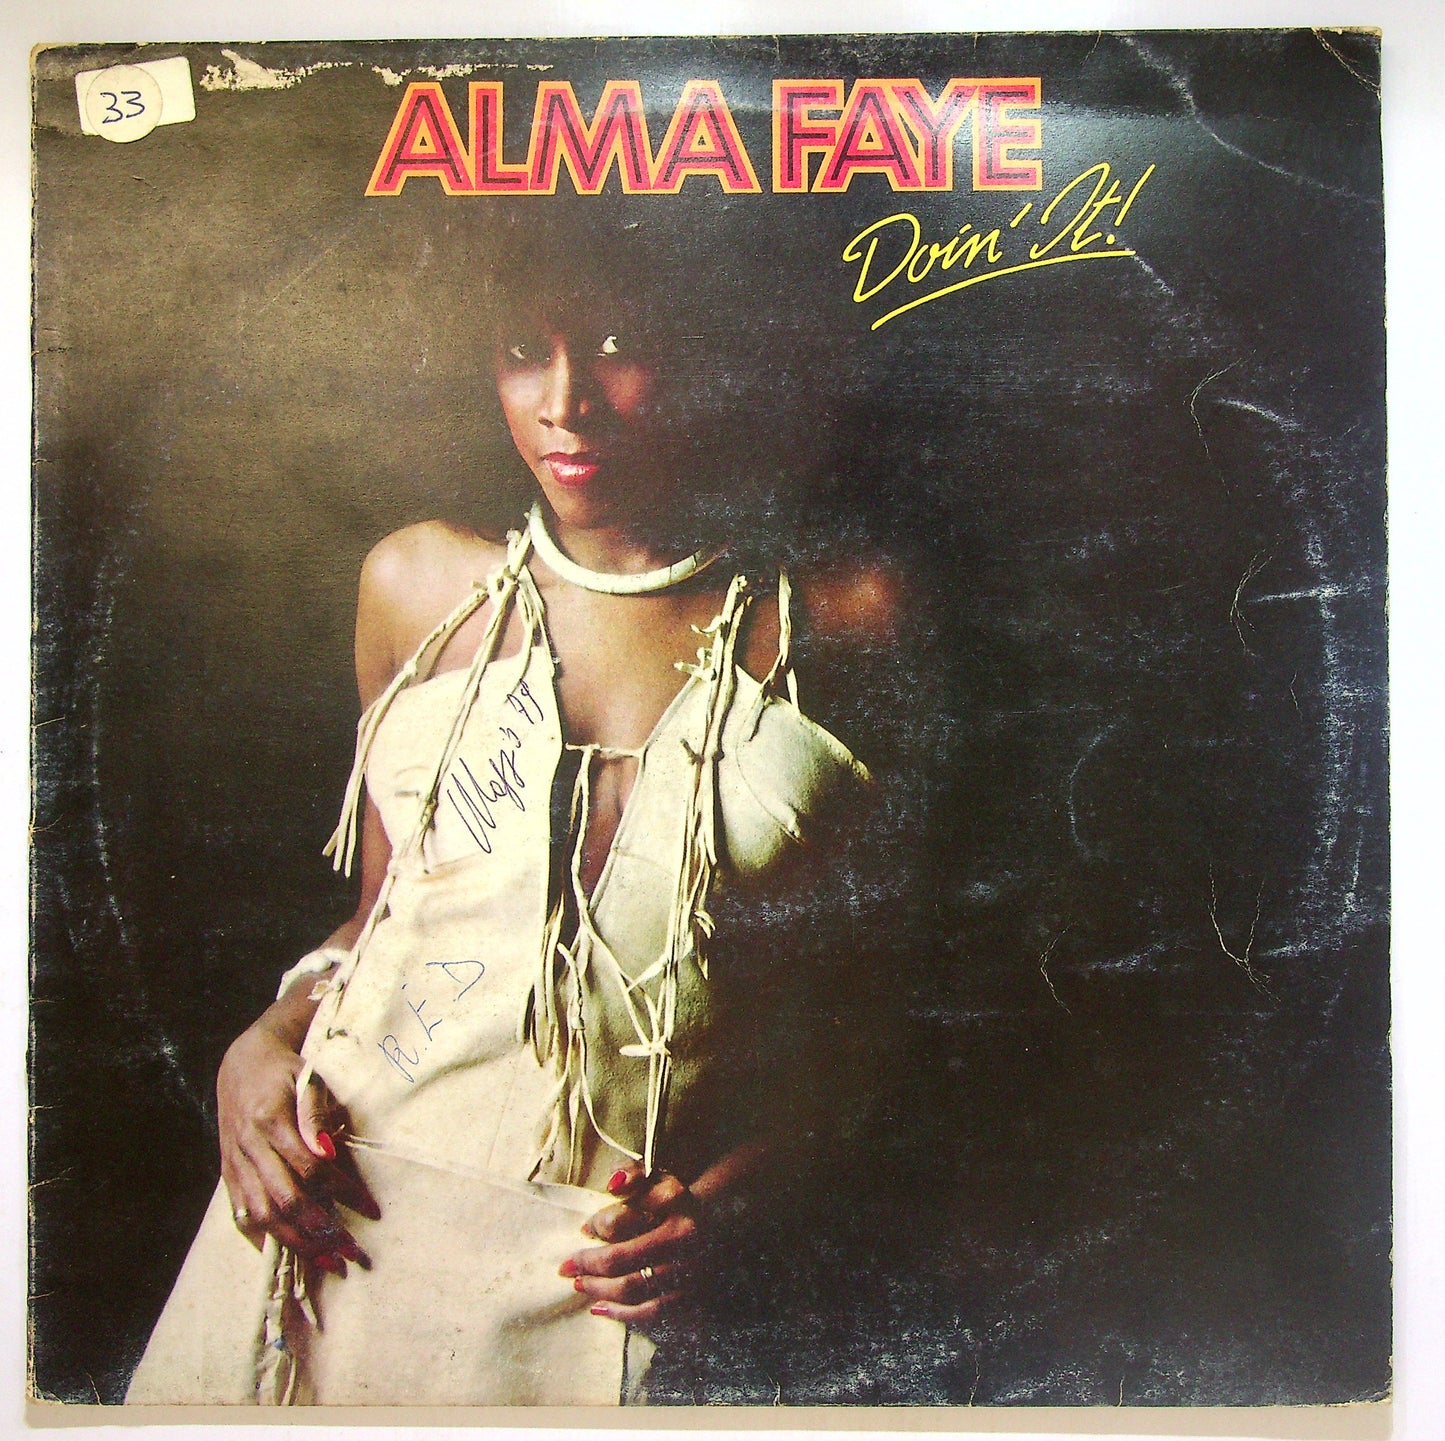 33
ALMA FAYE
Doin' It!
R.E.D